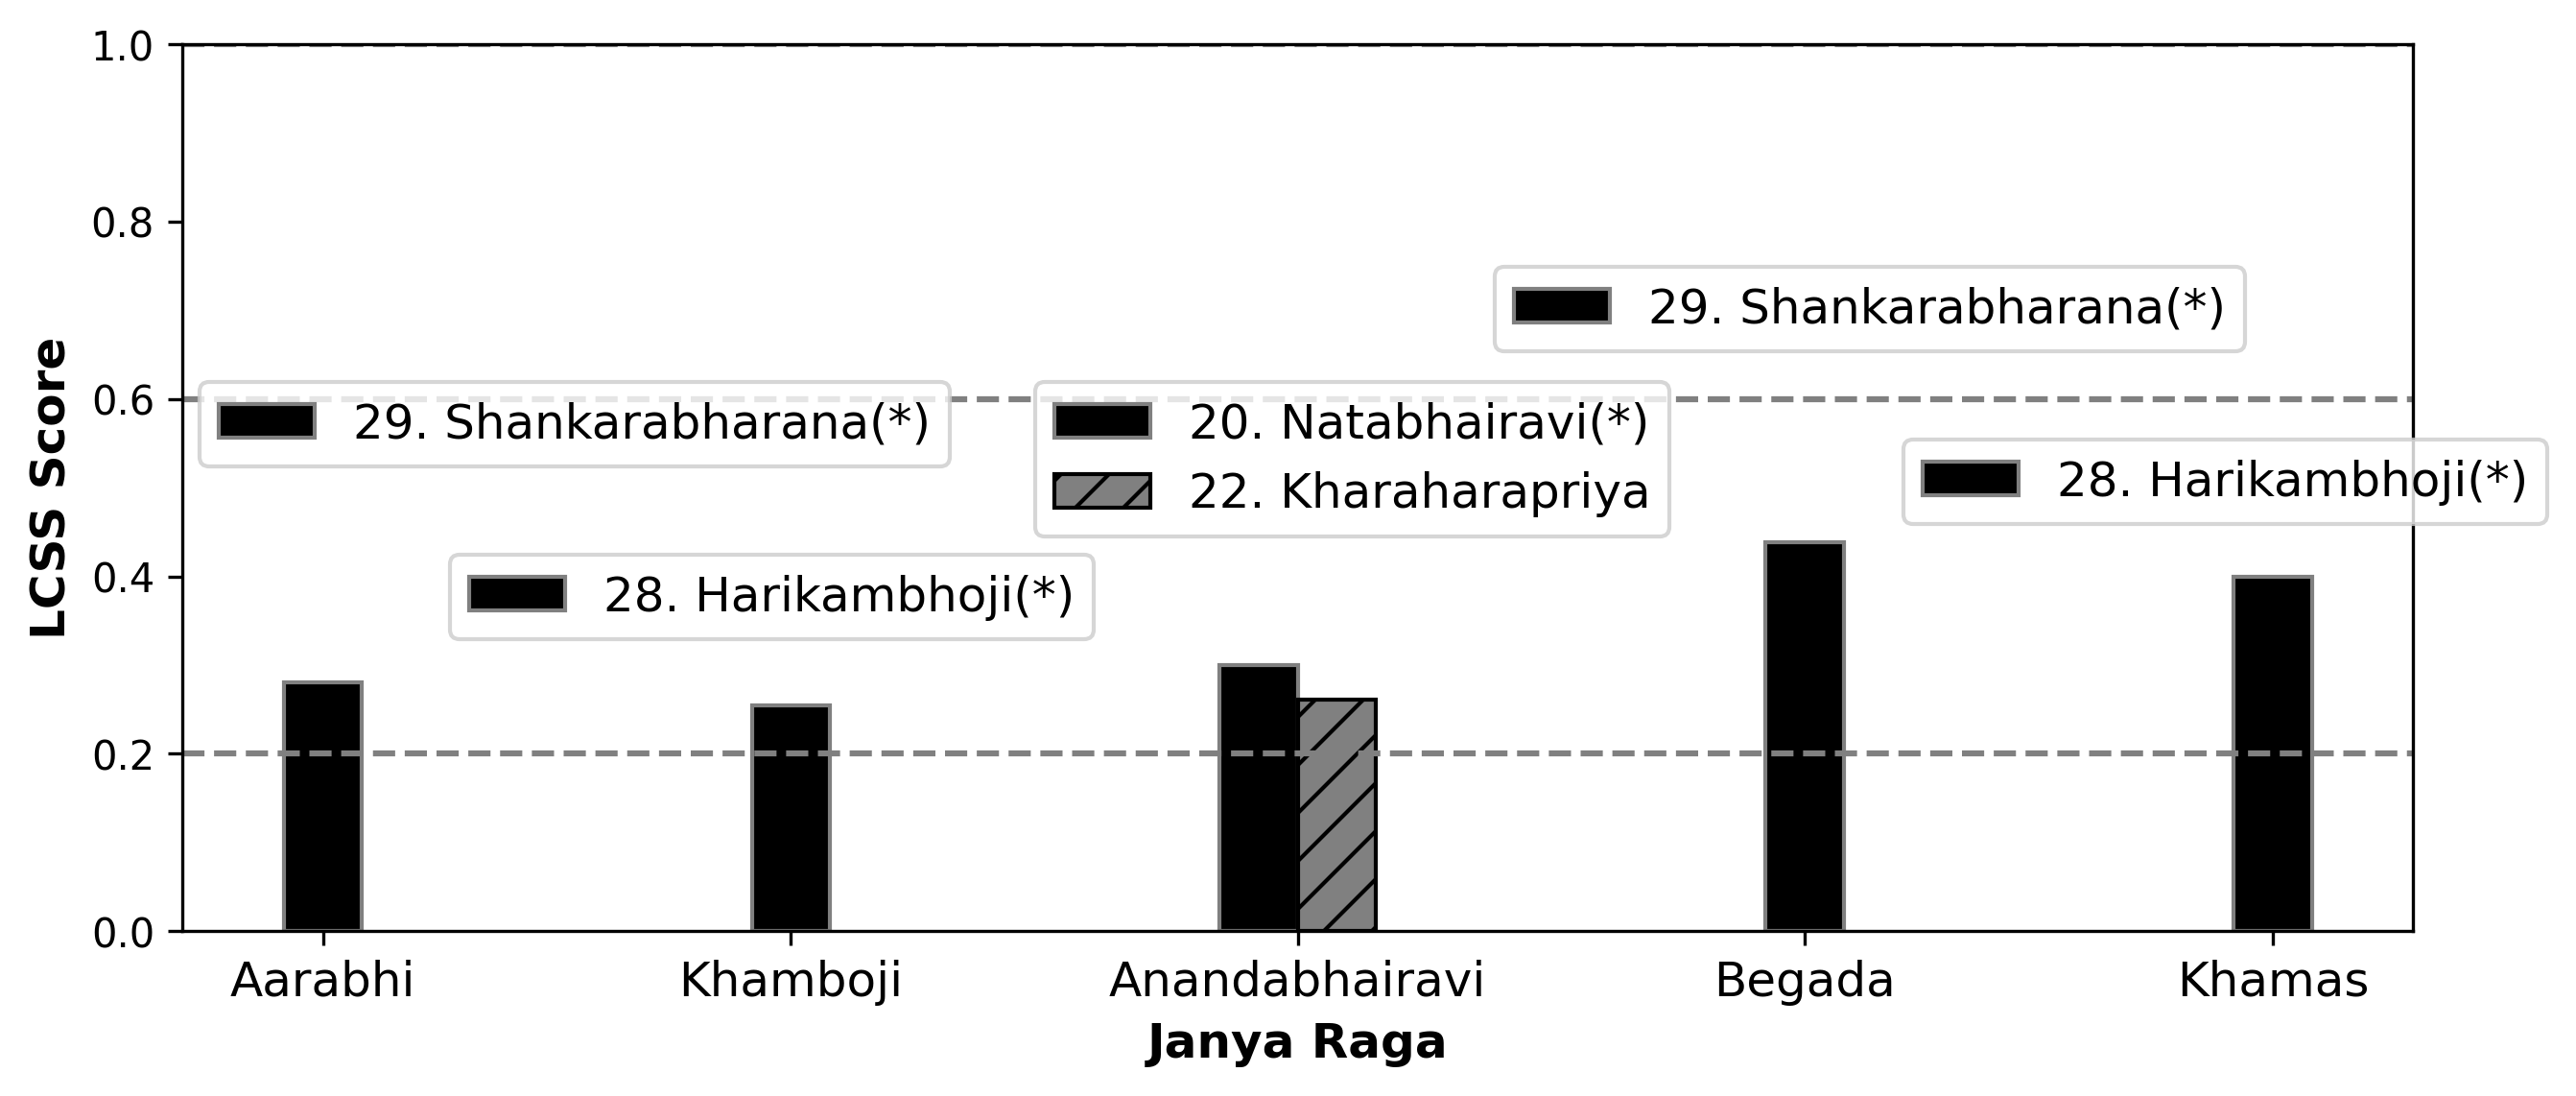 1.0
0.8
0.6
0.4
0.2
0.0
LCSS Score
29. Shankarabharana(*)
29. Shankarabharana(*)
20. Natabhairavi(*)
22. Kharaharapriya
28. Harikambhoji(*)
28. Harikambhoji(*)
Aarabhi
Khamboji
Anandabhairavi
Begada
Khamas
Janya Raga